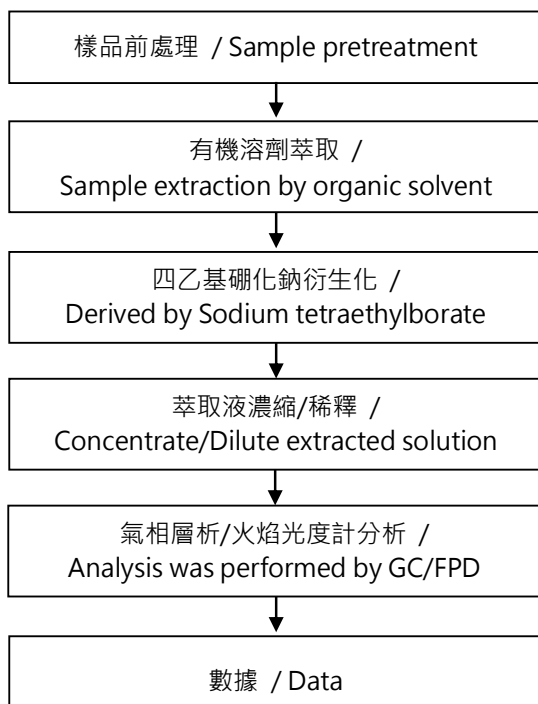 樣品前處理 / Sample pretreatment
有機溶劑萃取 /
Sample extraction by organic solvent
四乙基硼化鈉衍生化 /
Derived by Sodium tetraethylborate
萃取液濃縮/稀釋 /
Concentrate/Dilute extracted solution
氣相層析/火焰光度計分析 /
Analysis was performed by GC/FPD
數據 / Data